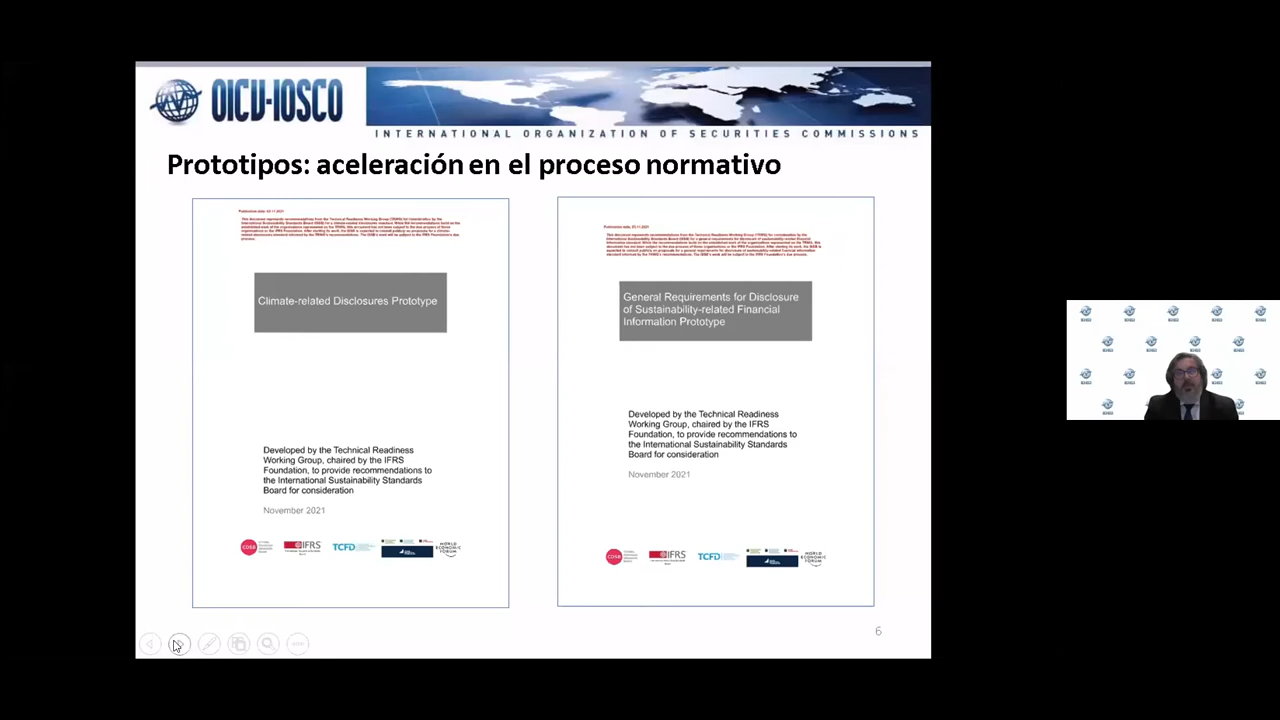 OICU-IOSCO
INTERNATIONAL ORGANIZATION OF SECURITIES COMMISSIONS
Prototipos: aceleración en el proceso normativo
Climate-related Disclosures Prototype
Developed by the Technical Readiness
Working Group, chaired by the IFRS
Foundation, to provide recommendations to
the International Sustainability Standards
Board for consideration
November 2021
CDSB
IFRS
TCFD
WORLD
ECONOMIC
FORUM
General Requirements for Disclosure
of Sustainability-related Financial
Information Prototype
Developed by the Technical Readiness
Working Group, chaired by the IFRS
Foundation, to provide recommendations to
the International Sustainability Standards
Board for consideration
November 2021
CDSB
IFRS
TCFD
WORLD
ECONOMIC
FORUM
6